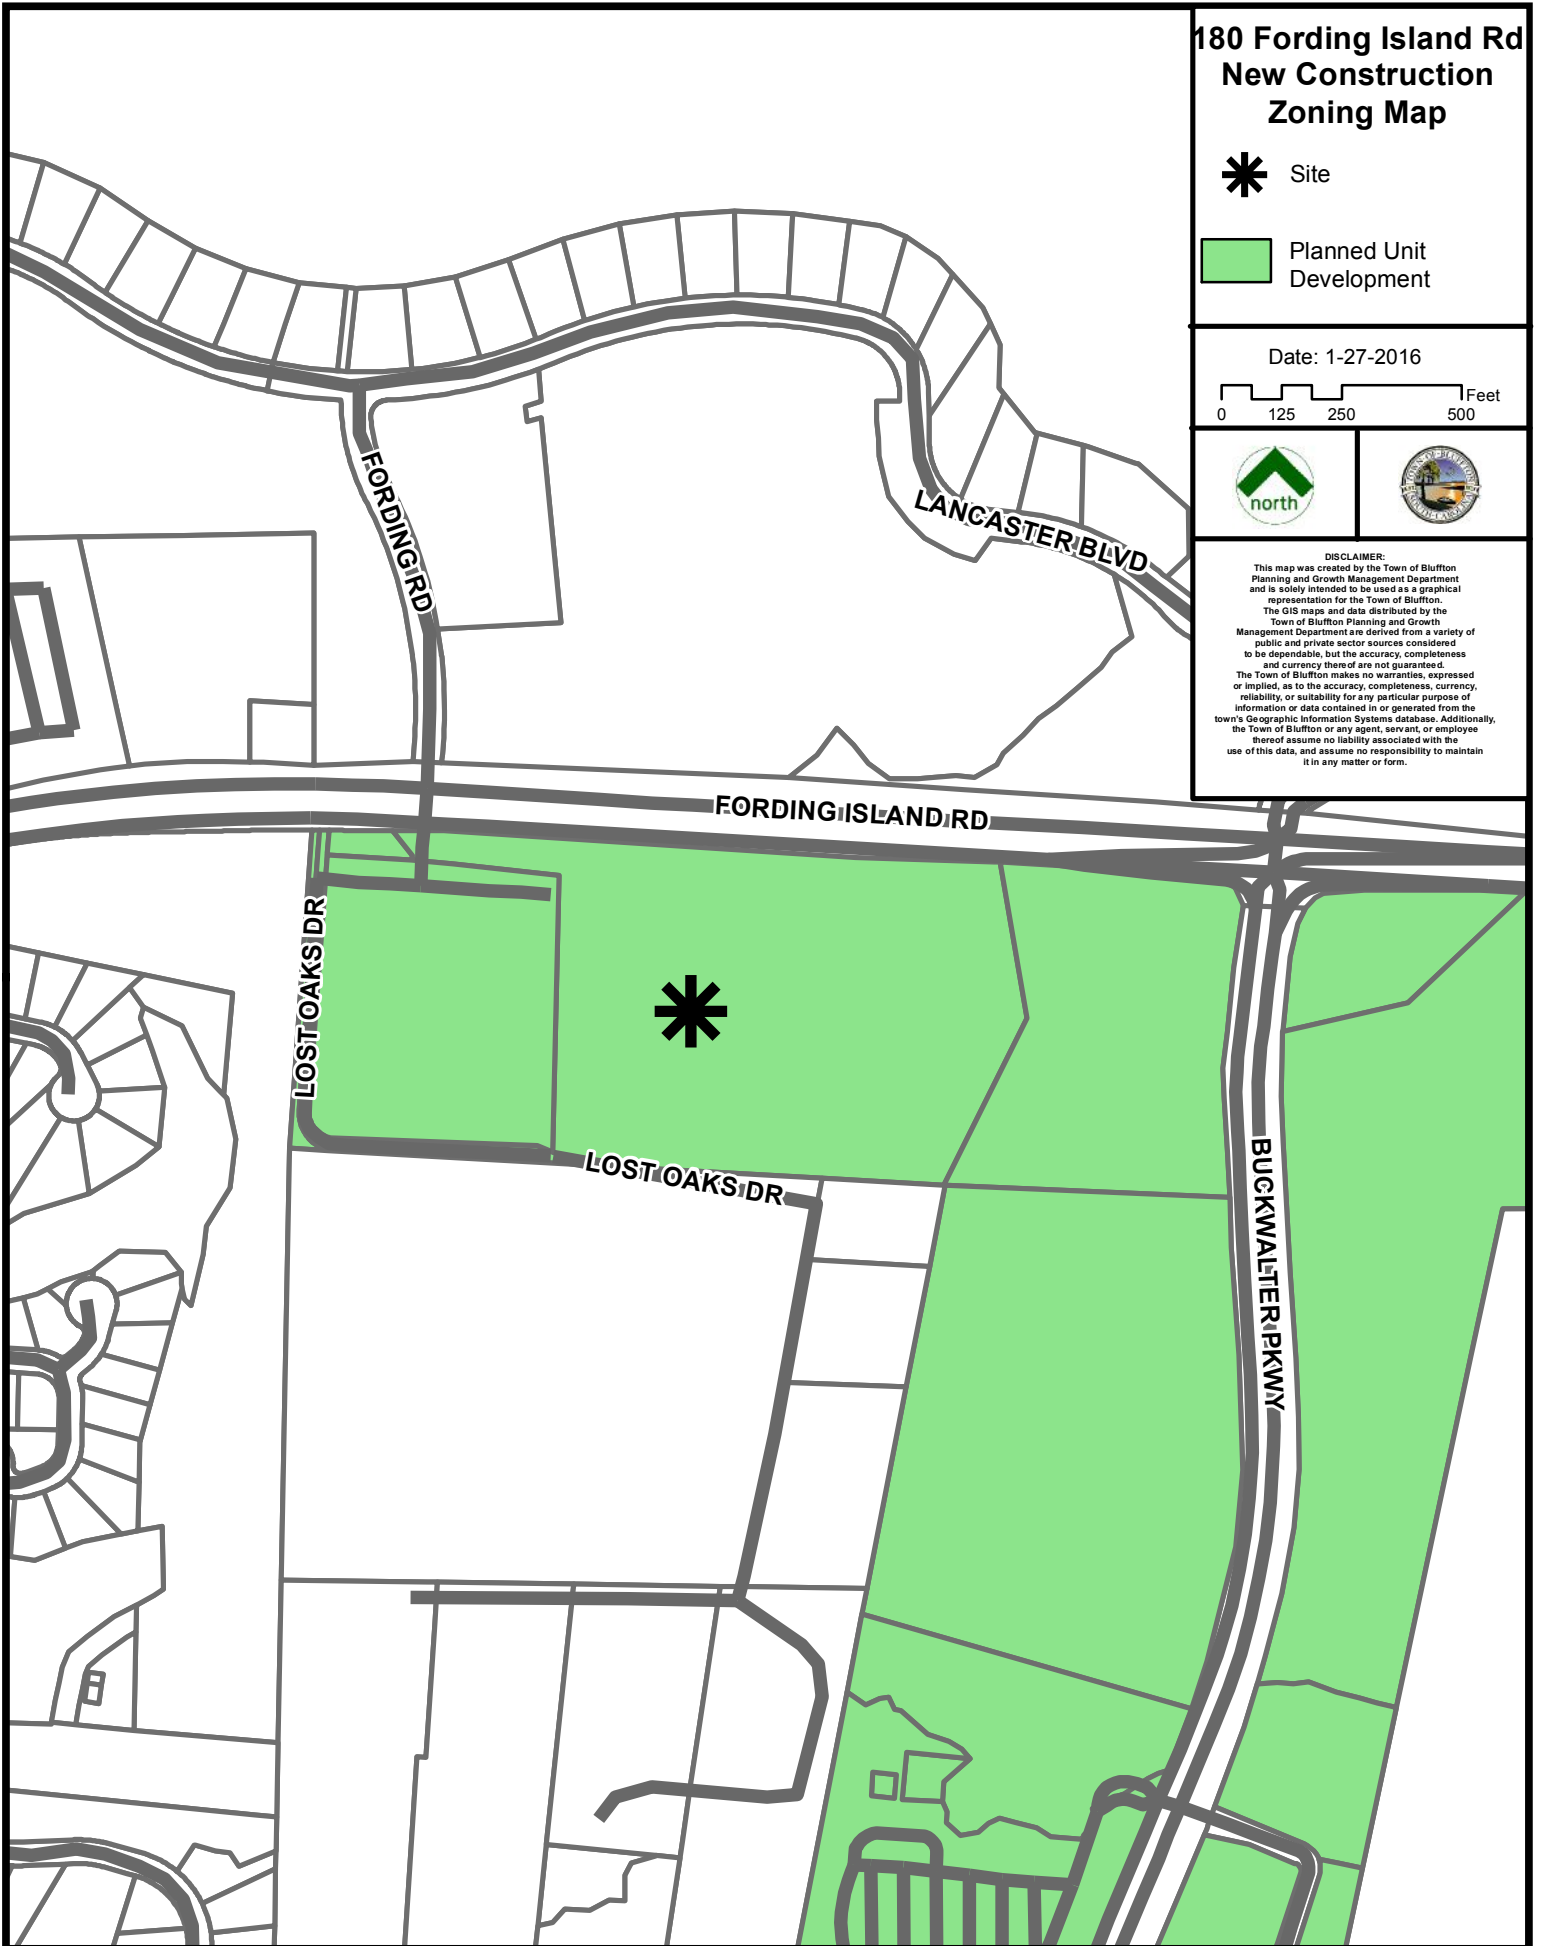 180 Fording Island Rd
New Construction
Zoning Map
Site
Planned Unit
Development
Date: 1-27-2016
Feet
0 125 250 500
north
TOWN OF BLUFFTON
SOUTH CAROLINA
DISCLAIMER:
This map was created by the Town of Bluffton
Planning and Growth Management Department
and is solely intended to be used as a graphical
representation for the Town of Bluffton.
The GIS maps and data distributed by the
Town of Bluffton Planning and Growth
Management Department are derived from a variety of
public and private sector sources considered
to be dependable, but the accuracy, completeness
and currency thereof are not guaranteed.
The Town of Bluffton makes no warranties, expressed
or implied, as to the accuracy, completeness, currency,
reliability, or suitability for any particular purpose of
information or data contained in or generated from the
town's Geographic Information Systems database. Additionally,
the Town of Bluffton or any agent, servant, or employee
thereof assume no liability associated with the
use of this data, and assume no responsibility to maintain
it in any matter or form.
FORDING RD
LANCASTER BLVD
FORDING ISLAND RD
LOST OAKS DR
LOST OAKS DR
BUCKWALTER PKWY